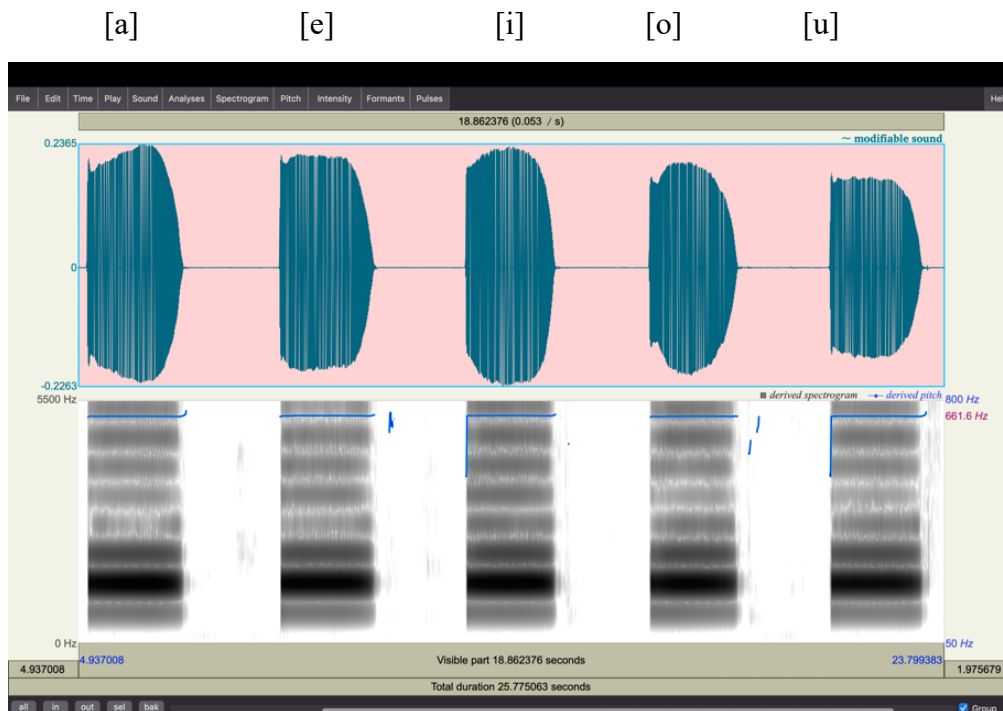 [a] [e] [i] [o] [u]
File Edit Time Play Sound Analyses Spectrogram Pitch Intensity Formants Pulses Hel
18.862376 (0.053 / s)
0.2365 ~ modifiable sound
0
-0.2263
5500 Hz derived spectrogram derived pitch 800 Hz
661.6 Hz
0 Hz 50 Hz
4.937008 Visible part 18.862376 seconds 23.799383
4.937008 1.975679
Total duration 25.775063 seconds
all in out sel bak Group